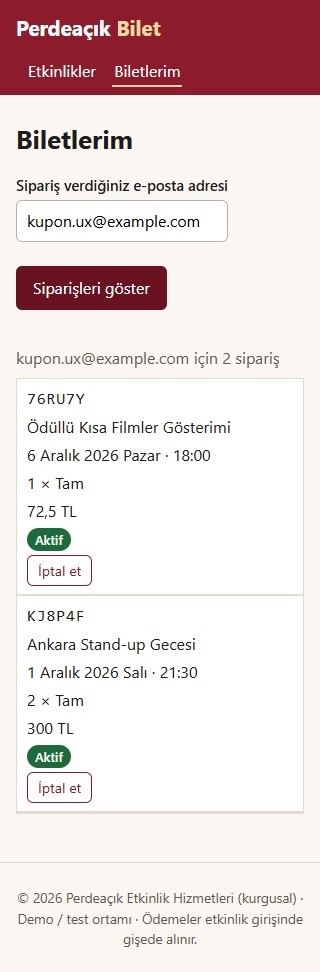 Perdeaçık Bilet
Etkinlikler Biletlerim
Biletlerim
Sipariş verdiğiniz e-posta adresi
kupon.ux@example.com
Siparişleri göster
kupon.ux@example.com için 2 sipariş
76RU7Y
Ödüllü Kısa Filmler Gösterimi
6 Aralık 2026 Pazar · 18:00
1 × Tam
72,5 TL
Aktif
İptal et
KJ8P4F
Ankara Stand-up Gecesi
1 Aralık 2026 Salı · 21:30
2 × Tam
300 TL
Aktif
İptal et
© 2026 Perdeaçık Etkinlik Hizmetleri (kurgusal) ·
Demo / test ortamı · Ödemeler etkinlik girişinde
gişede alınır.